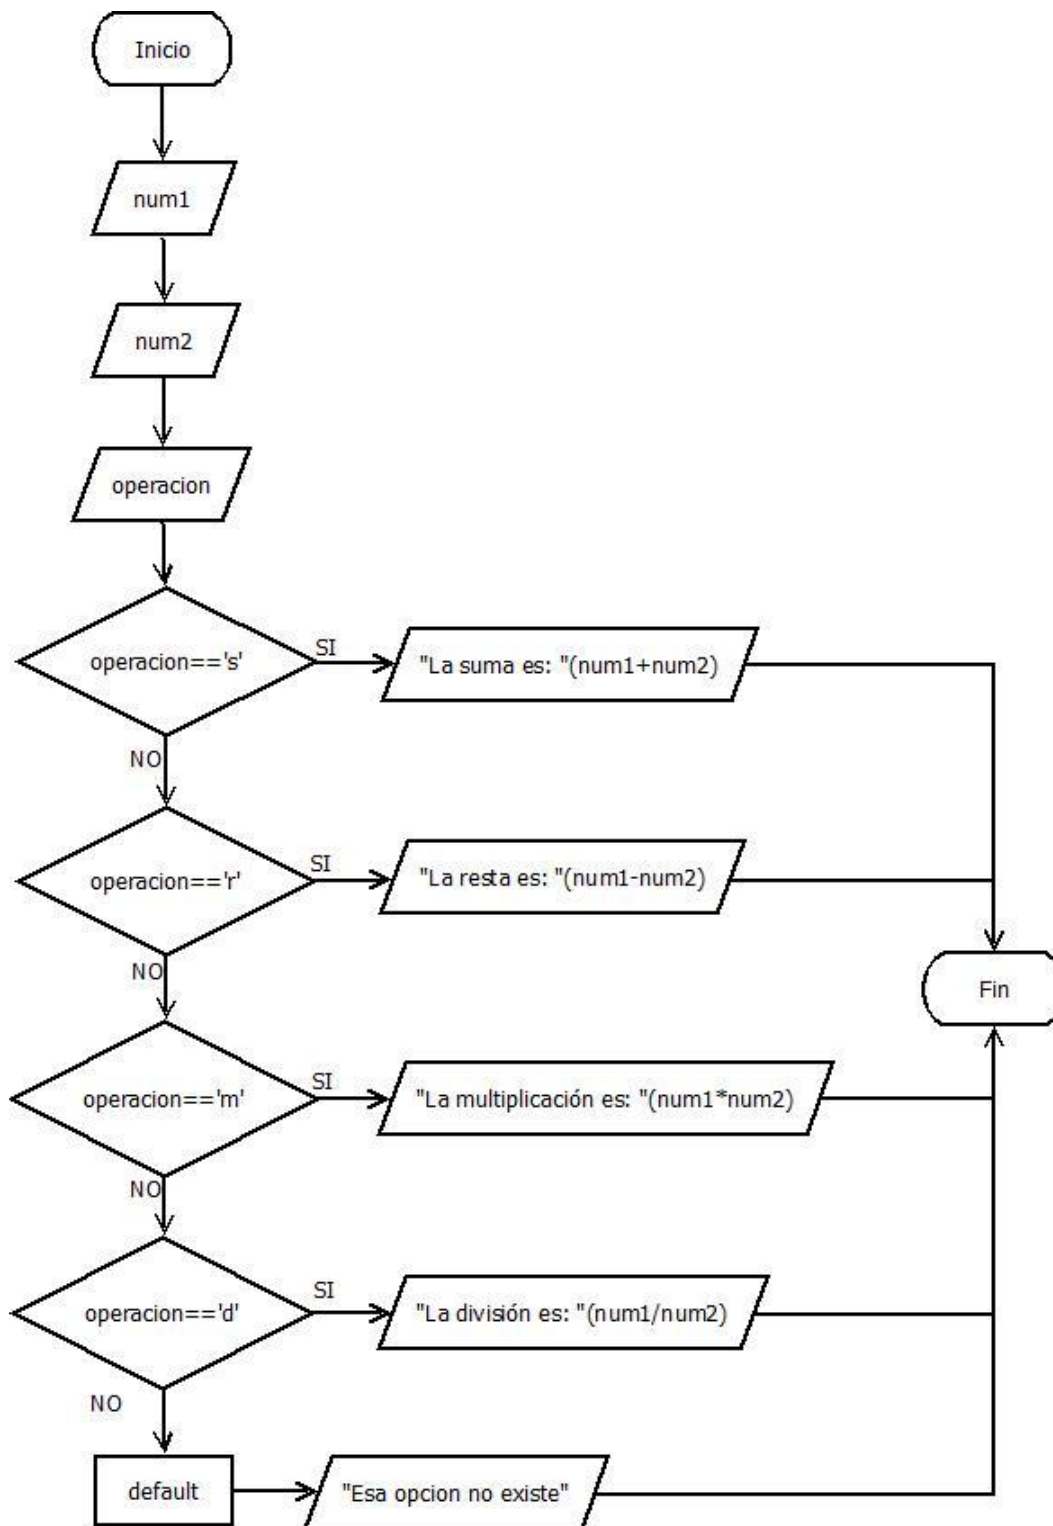 Inicio
num1
num2
operacion
operacion=='s'
SI
"La suma es: "(num1+num2)
NO
operacion=='r'
SI
"La resta es: "(num1-num2)
NO
Fin
operacion=='m'
SI
"La multiplicación es: "(num1*num2)
NO
operacion=='d'
SI
"La división es: "(num1/num2)
NO
default
"Esa opcion no existe"